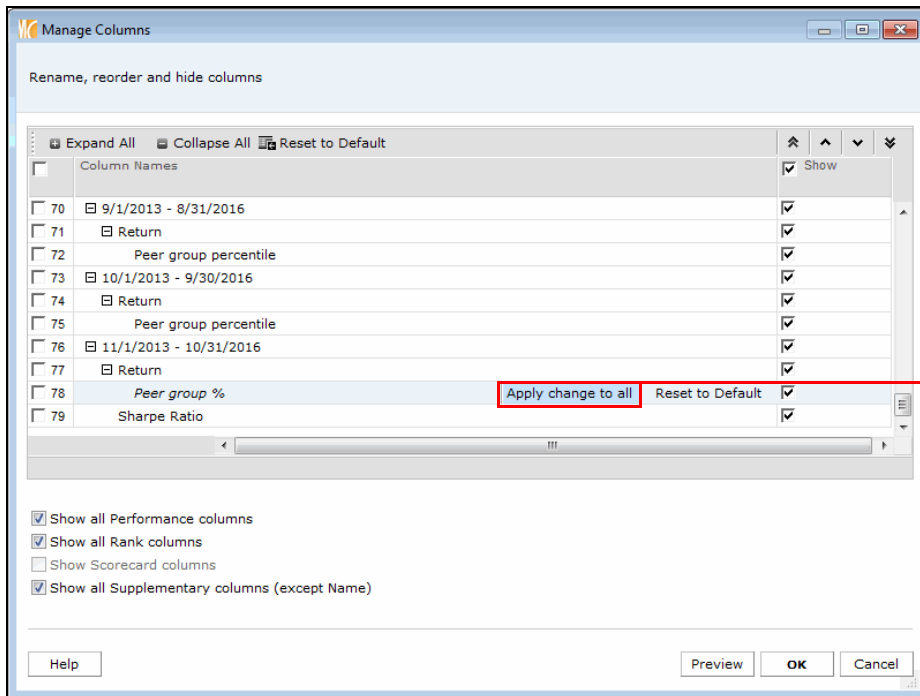 Manage Columns
Rename, reorder and hide columns
Expand All Collapse All Reset to Default
Column Names Show
70 9/1/2013 - 8/31/2016
71 Return
72 Peer group percentile
73 10/1/2013 - 9/30/2016
74 Return
75 Peer group percentile
76 11/1/2013 - 10/31/2016
77 Return
78 Peer group % Apply change to all Reset to Default
79 Sharpe Ratio
Show all Performance columns
Show all Rank columns
Show Scorecard columns
Show all Supplementary columns (except Name)
Help Preview OK Cancel